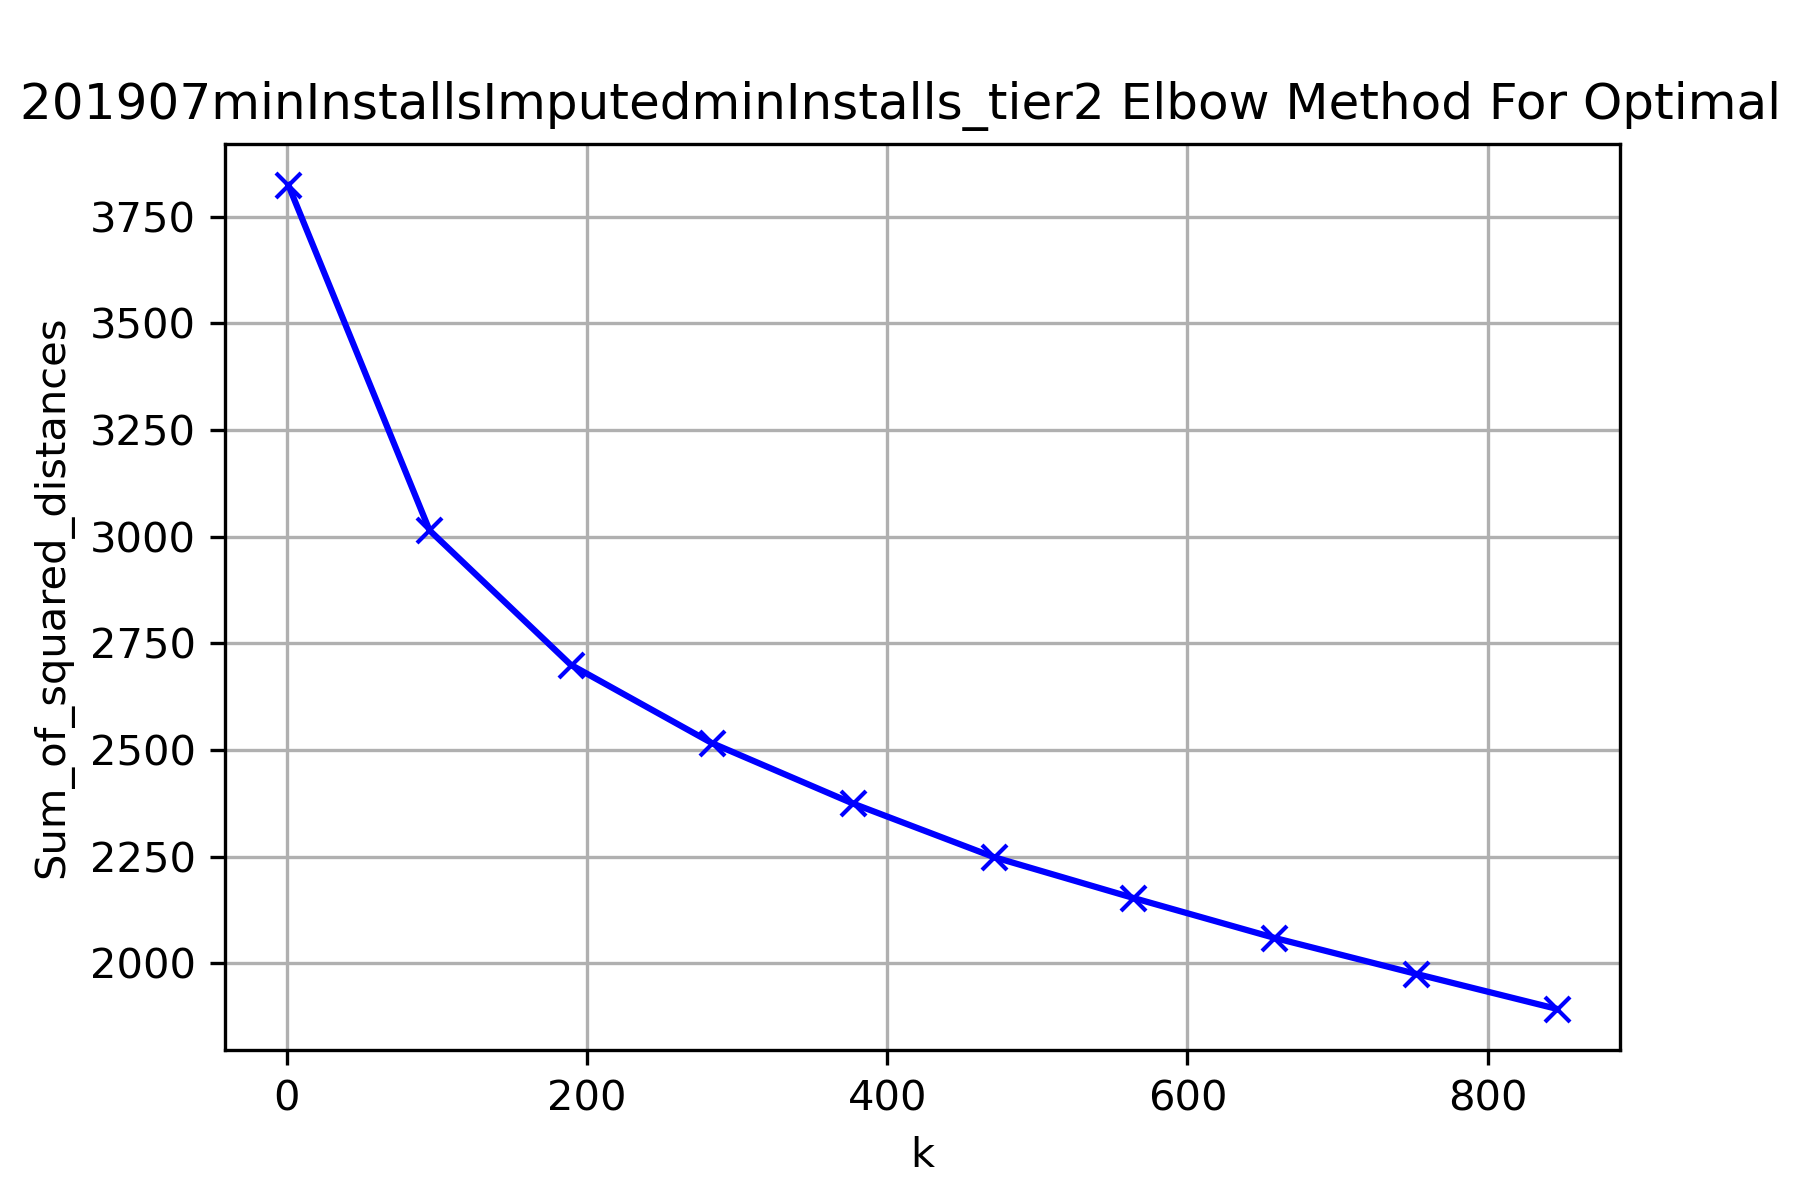 201907minInstallsImputedminInstalls_tier2 Elbow Method For Optimal
3750
3500
3250
3000
2750
2500
2250
2000
Sum_of_squared_distances
0 200 400 600 800
k